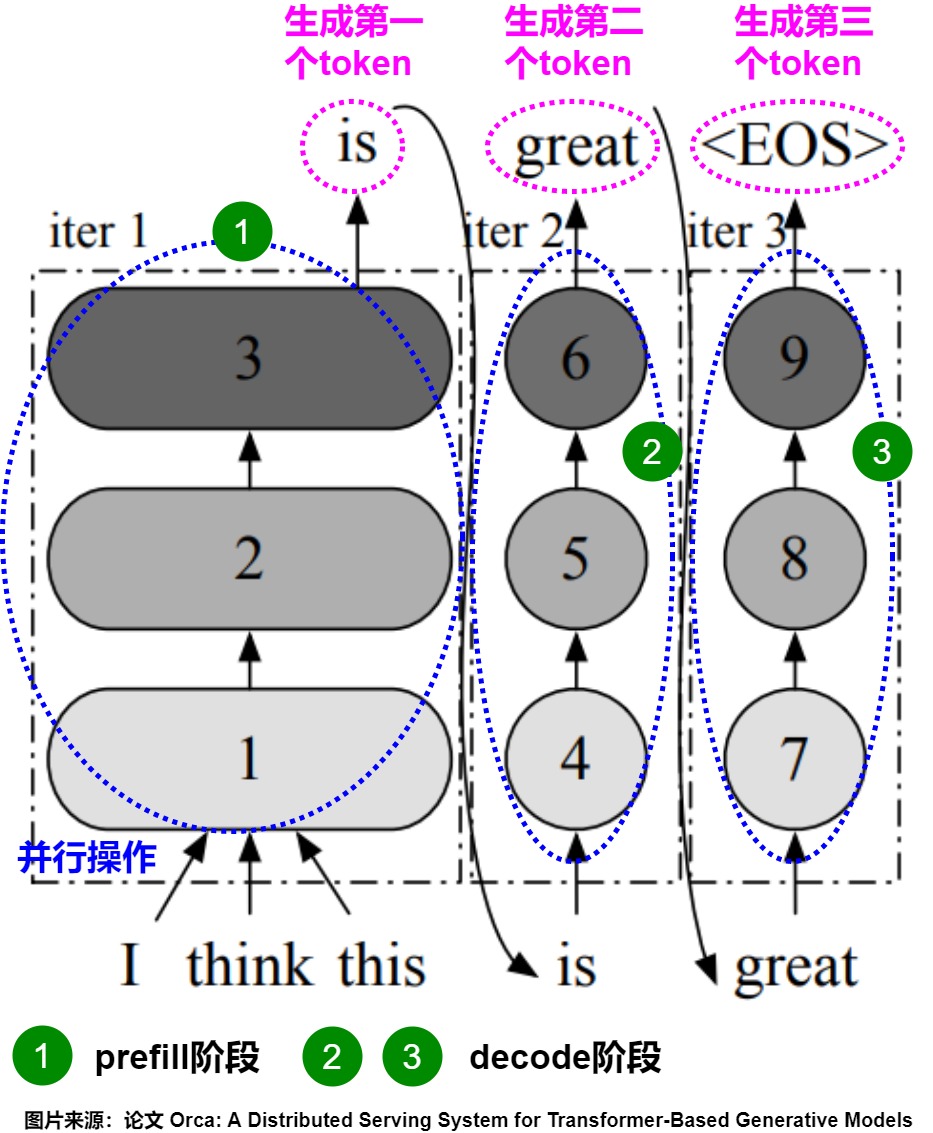 生成第一
个token
生成第二
个token
生成第三
个token
is
great
<EOS>
iter 1
1
iter 2
iter 3
3
6
9
2
3
2
5
8
1
4
7
并行操作
I think this
is
great
1 prefill阶段
2 3 decode阶段
图片来源：论文 Orca: A Distributed Serving System for Transformer-Based Generative Models